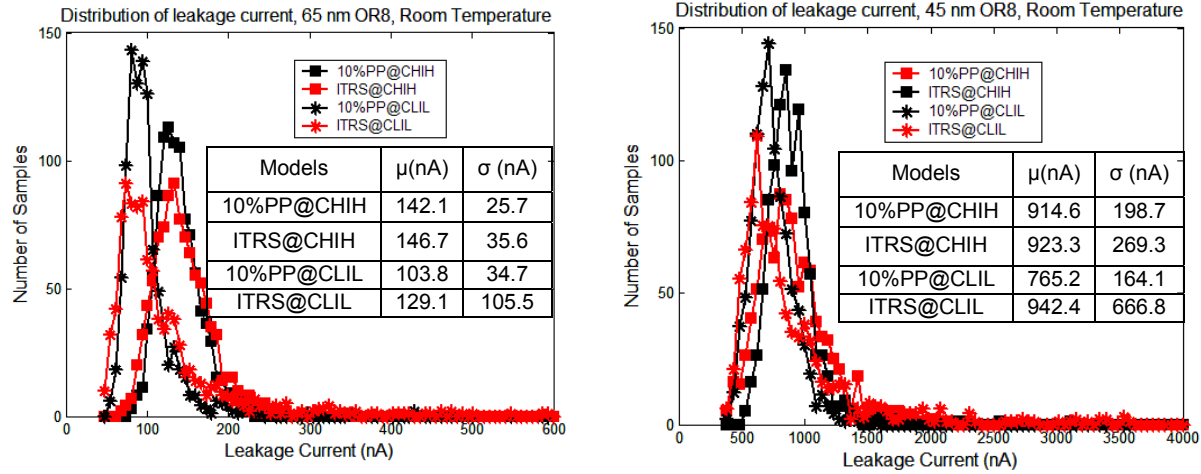 Distribution of leakage current, 65 nm OR8, Room Temperature
150
100
50
0
Number of Samples
10%PP@CHIH
ITRS@CHIH
10%PP@CLIL
ITRS@CLIL
Models μ(nA) σ (nA)
10%PP@CHIH 142.1 25.7
ITRS@CHIH 146.7 35.6
10%PP@CLIL 103.8 34.7
ITRS@CLIL 129.1 105.5
0 100 200 300 400 500 600
Leakage Current (nA)
Distribution of leakage current, 45 nm OR8, Room Temperature
150
100
50
0
Number of Samples
10%PP@CHIH
ITRS@CHIH
10%PP@CLIL
ITRS@CLIL
Models μ(nA) σ (nA)
10%PP@CHIH 914.6 198.7
ITRS@CHIH 923.3 269.3
10%PP@CLIL 765.2 164.1
ITRS@CLIL 942.4 666.8
0 500 1000 1500 2000 2500 3000 3500 4000
Leakage Current (nA)